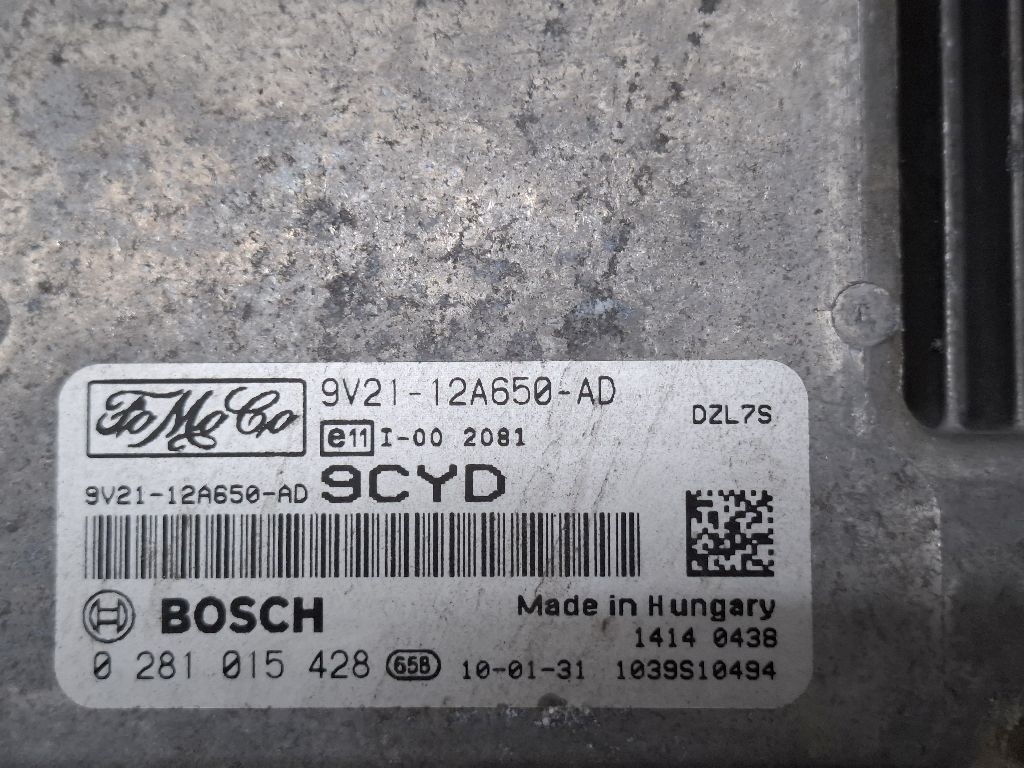 FoMoCo
9V21-12A650-AD
DZL7S
e11 I-00 2081
9V21-12A650-AD 9CYD
BOSCH
Made in Hungary
1414 0438
0 281 015 428 65B 10-01-31 1039S10494